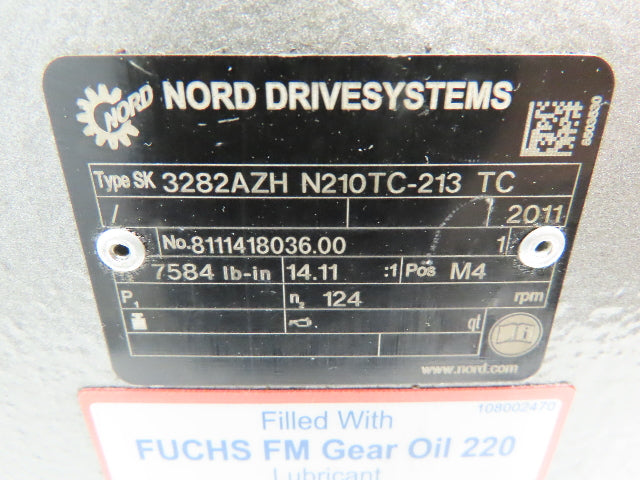 NORD NORD DRIVESYSTEMS
Type SK 3282AZH N210TC-213 TC
/ 2011
No.8111418036.00 1
7584 lb-in 14.11 :1 Pos M4
P1 n2 124 rpm
qt
www.nord.com
108002470
Filled With
FUCHS FM Gear Oil 220
Lubricant